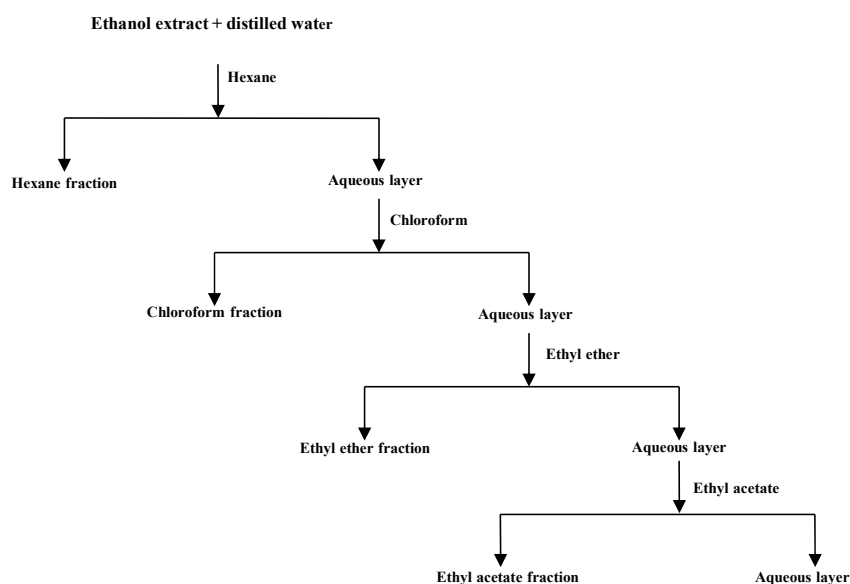 Ethanol extract + distilled water
Hexane
Hexane fraction
Aqueous layer
Chloroform
Chloroform fraction
Aqueous layer
Ethyl ether
Ethyl ether fraction
Aqueous layer
Ethyl acetate
Ethyl acetate fraction
Aqueous layer